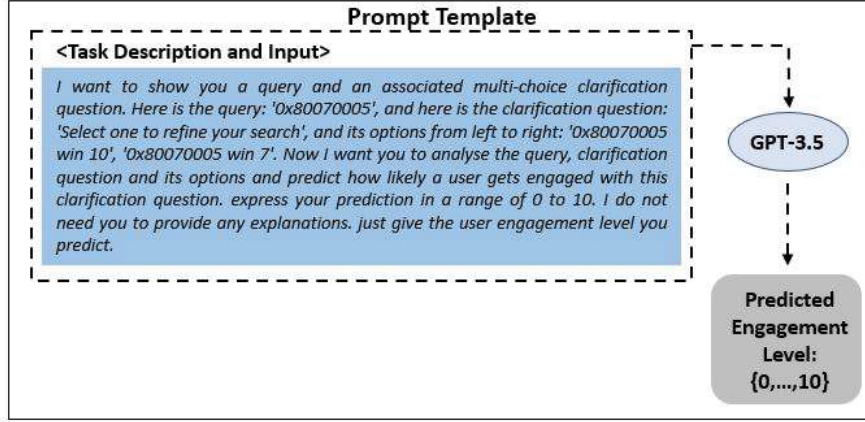 Prompt Template
<Task Description and Input>
I want to show you a query and an associated multi-choice clarification
question. Here is the query: '0x80070005', and here is the clarification question:
'Select one to refine your search', and its options from left to right: '0x80070005
win 10', '0x80070005 win 7'. Now I want you to analyse the query, clarification
question and its options and predict how likely a user gets engaged with this
clarification question. express your prediction in a range of 0 to 10. I do not
need you to provide any explanations. just give the user engagement level you
predict.
GPT-3.5
Predicted
Engagement
Level:
{0,...,10}